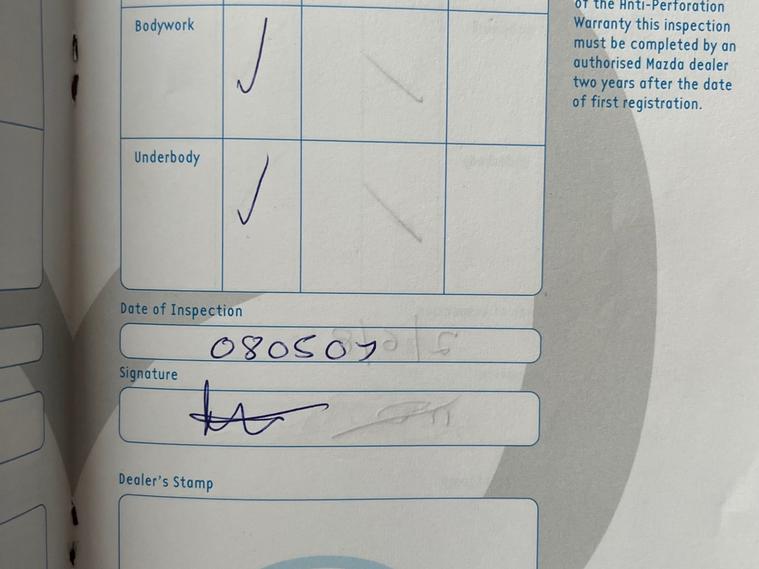 of the Anti-Perforation
Warranty this inspection
must be completed by an
authorised Mazda dealer
two years after the date
of first registration.
Bodywork
Underbody
Date of Inspection
080507
Signature
Dealer's Stamp